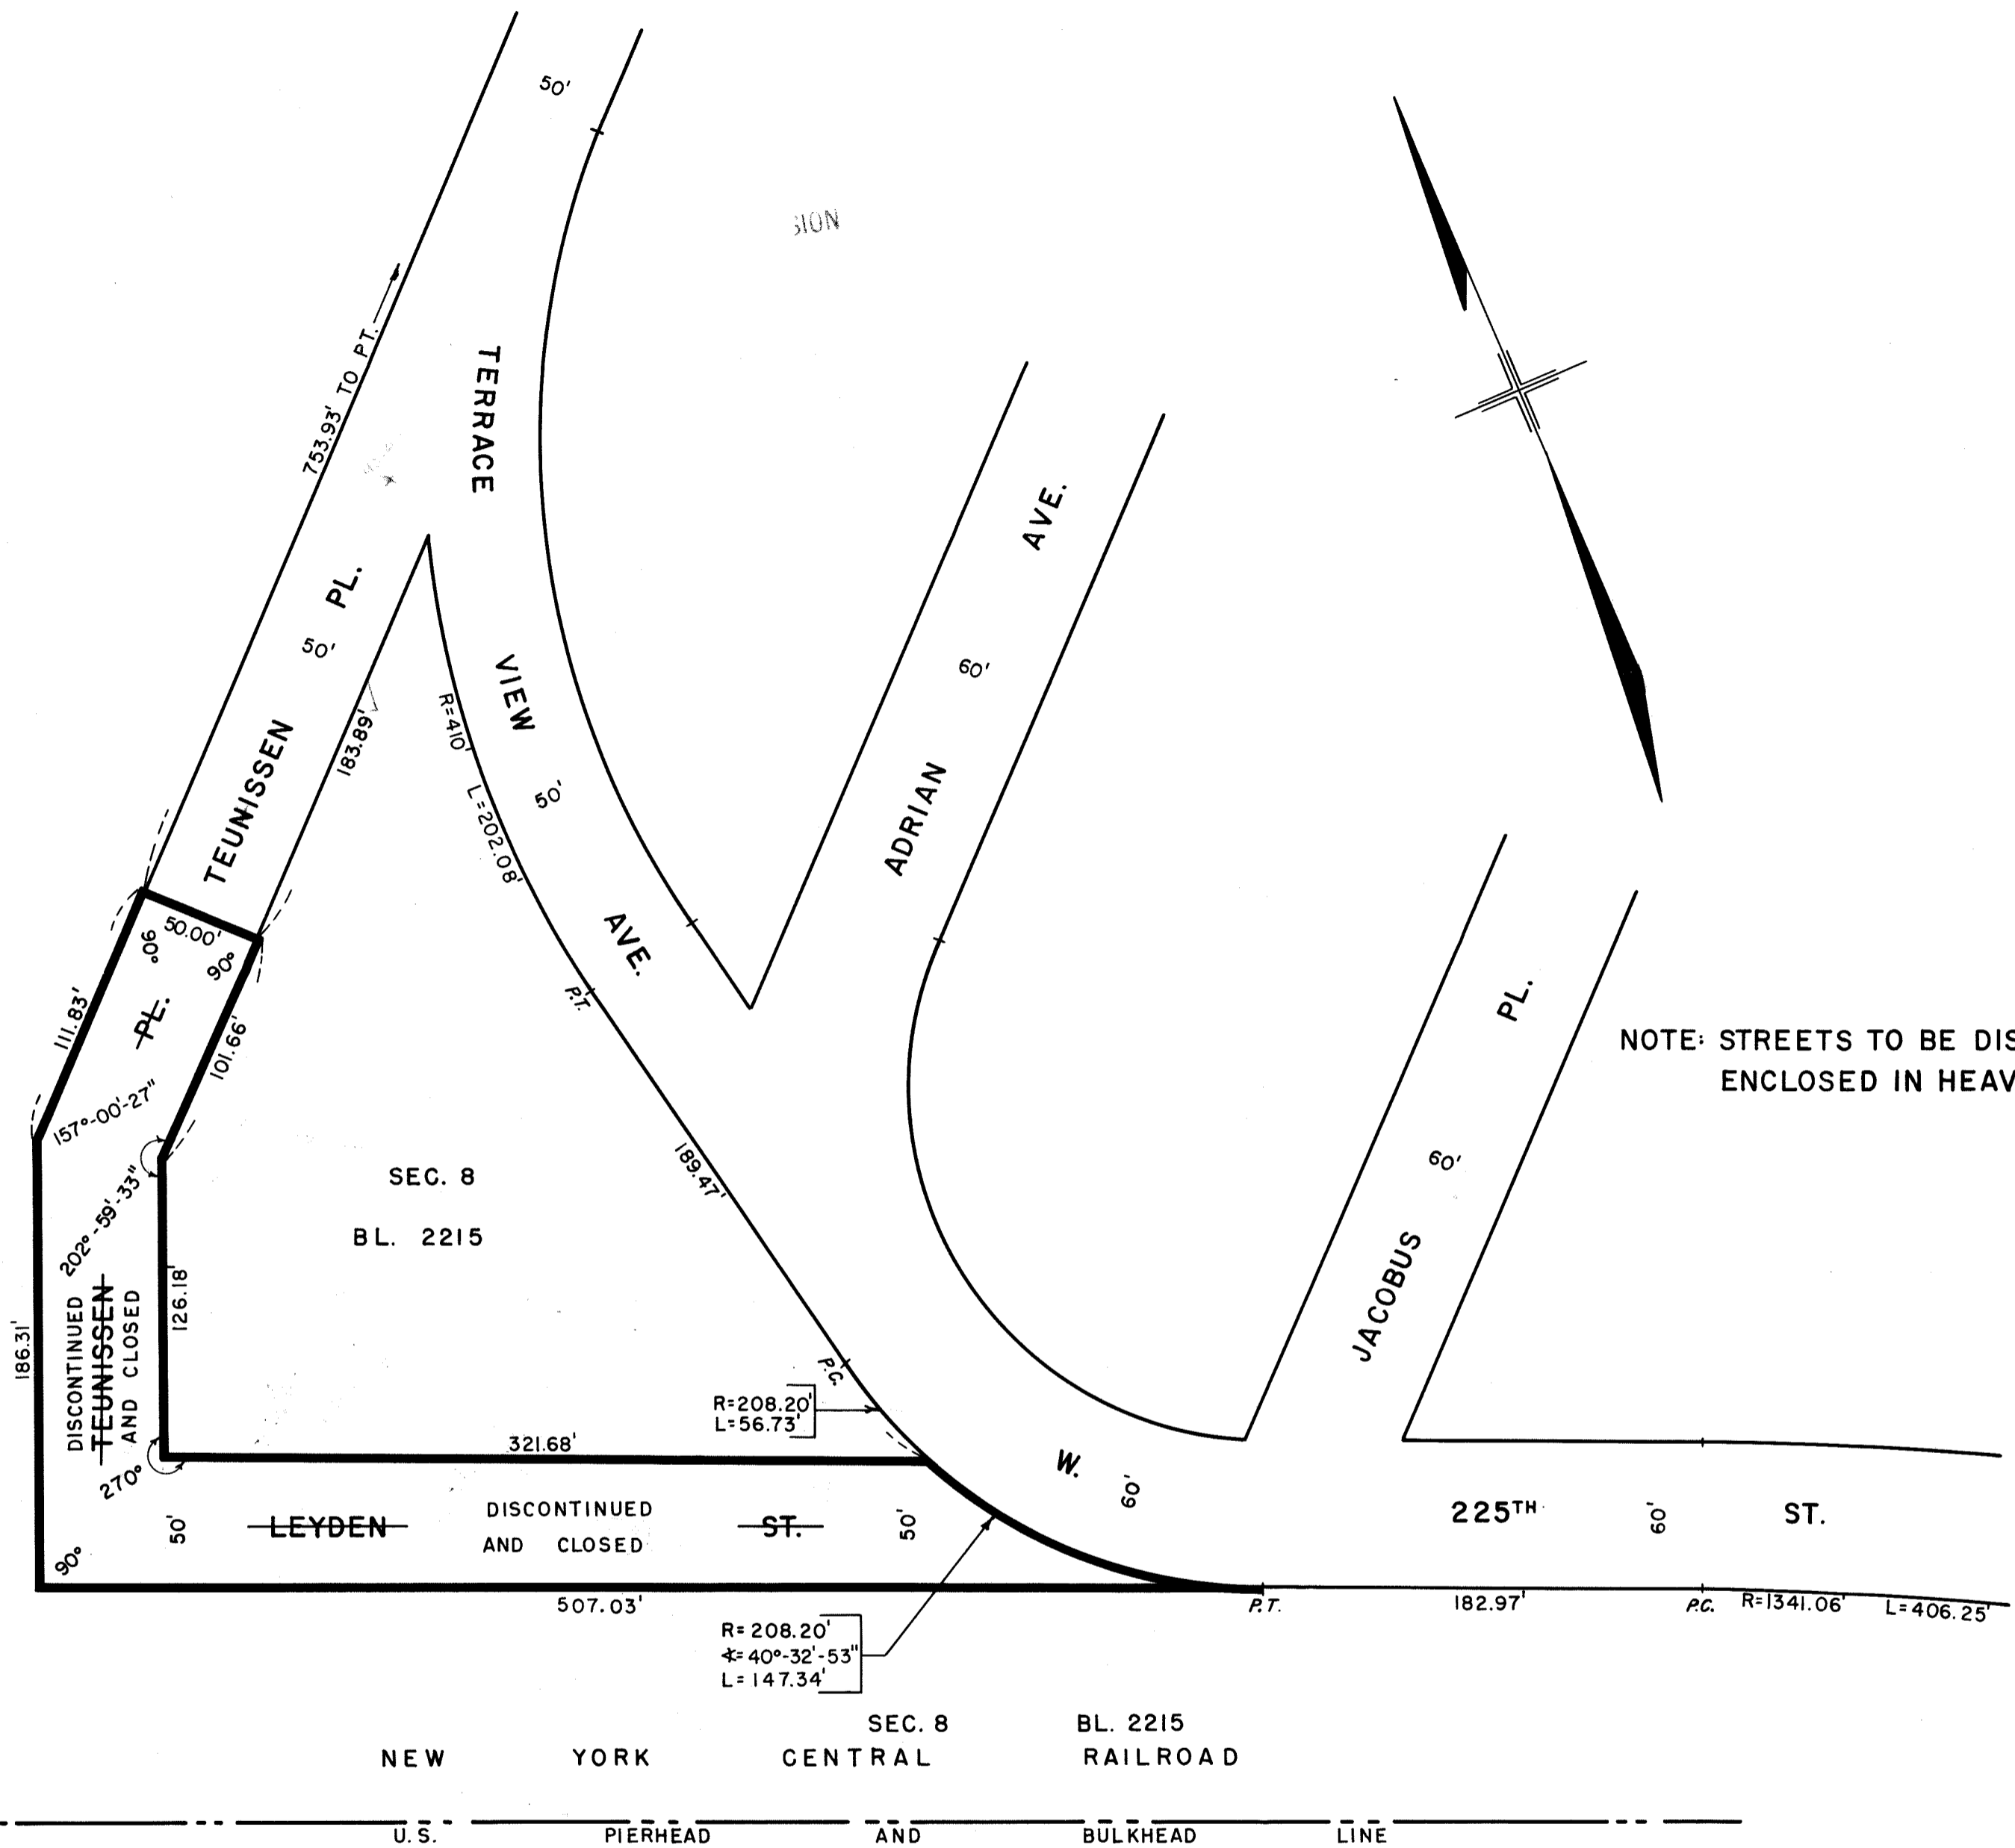 50'
SION
753.93' TO PT.
TERRACE
VIEW
50'
AVE.
TEUNISSEN PL.
50'
183.89'
R=410'
L=202.08'
P.T.
ADRIAN AVE.
60'
JACOBUS PL.
60'
NOTE: STREETS TO BE DIS
ENCLOSED IN HEAV
50.00'
90°
90°
111.83'
PL.
101.66'
157°-00'-27"
202°-59'-33"
SEC. 8
BL. 2215
189.47'
P.C.
DISCONTINUED
TEUNISSEN
AND CLOSED
186.31'
126.18'
R=208.20'
L=56.73'
321.68'
270°
90°
50'
LEYDEN ST.
DISCONTINUED
AND CLOSED
50'
W. 225TH ST.
60'
60'
507.03'
P.T.
182.97'
P.C.
R=1341.06'
L=406.25'
R=208.20'
∡=40°-32'-53"
L=147.34'
SEC. 8 BL. 2215
NEW YORK CENTRAL RAILROAD
U.S. PIERHEAD AND BULKHEAD LINE